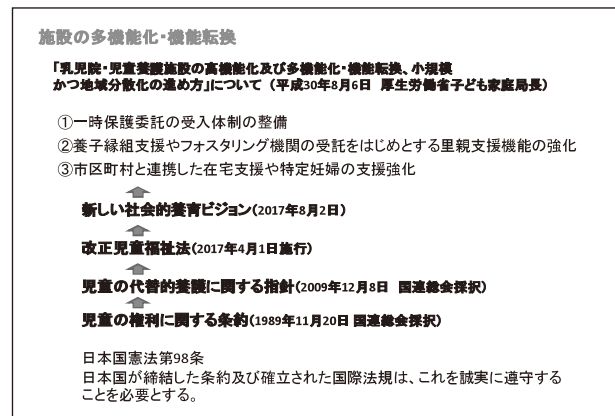 施設の多機能化・機能転換
「乳児院・児童養護施設の高機能化及び多機能化・機能転換、小規模
かつ地域分散化の進め方」について（平成30年8月6日　厚生労働省子ども家庭局長）
①一時保護委託の受入体制の整備
②養子縁組支援やフォスタリング機関の受託をはじめとする里親支援機能の強化
③市区町村と連携した在宅支援や特定妊婦の支援強化
新しい社会的養育ビジョン（2017年8月2日）
改正児童福祉法（2017年4月1日施行）
児童の代替的養護に関する指針（2009年12月8日　国連総会採択）
児童の権利に関する条約（1989年11月20日 国連総会採択）
日本国憲法第98条
日本国が締結した条約及び確立された国際法規は、これを誠実に遵守する
ことを必要とする。